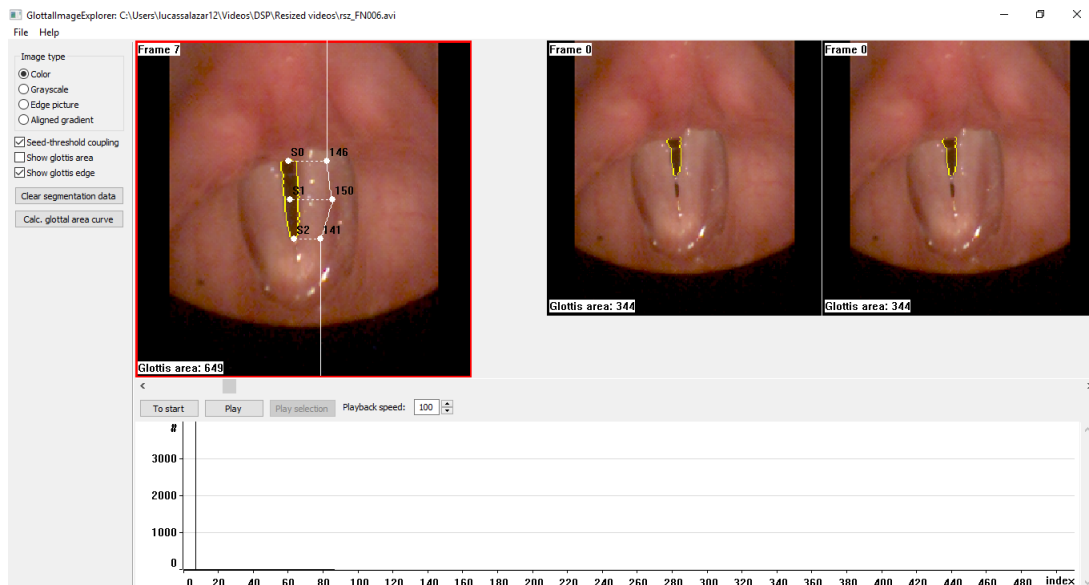 GlottalImageExplorer: C:\Users\lucassalazar12\Videos\DSP\Resized videos\rsz_FN006.avi
File Help
Image type
Color
Grayscale
Edge picture
Aligned gradient
Seed-threshold coupling
Show glottis area
Show glottis edge
Clear segmentation data
Calc. glottal area curve
Frame 7
S0 146
S1 150
S2 141
Glottis area: 649
Frame 0
Glottis area: 344
Frame 0
Glottis area: 344
To start Play Play selection Playback speed: 100
#
3000
2000
1000
0
0 20 40 60 80 100 120 140 160 180 200 220 240 260 280 300 320 340 360 380 400 420 440 460 480 index